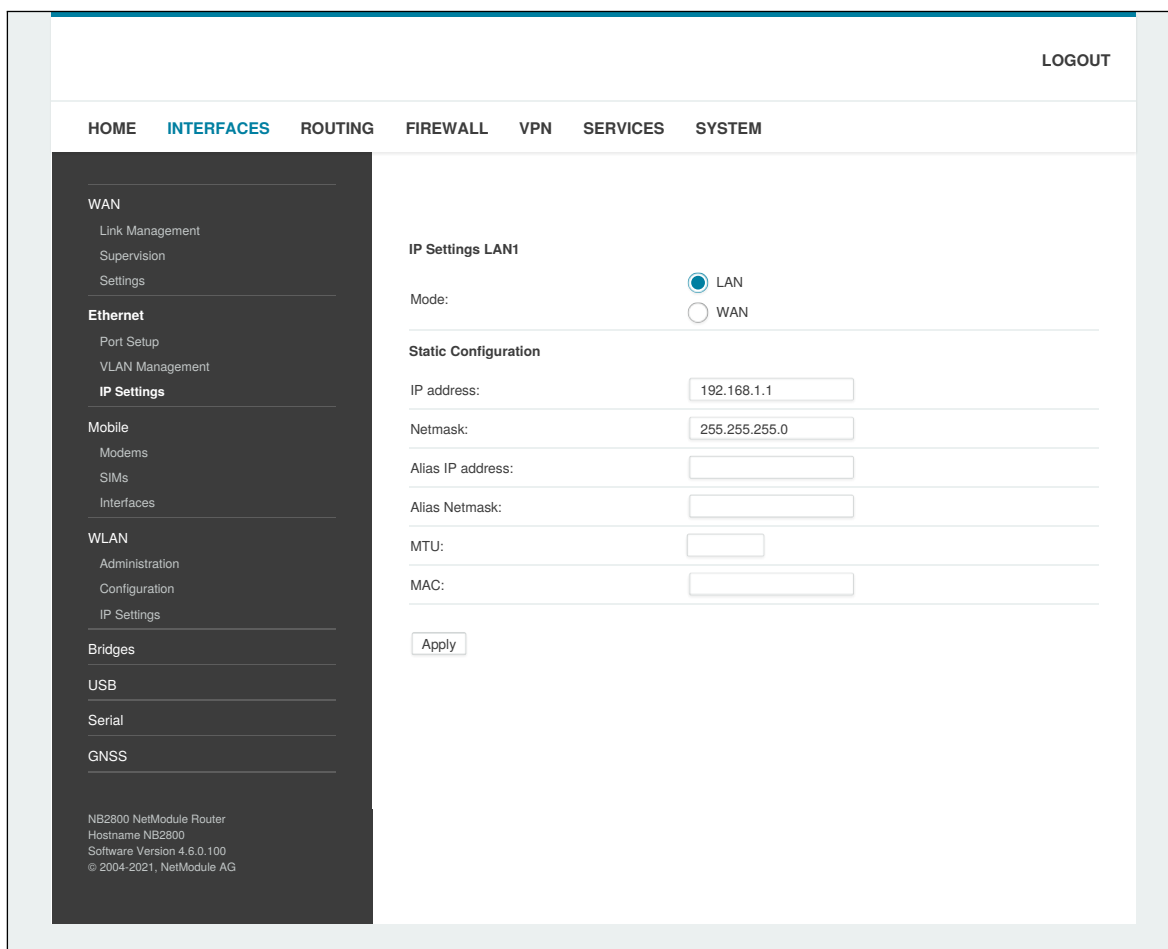 LOGOUT
HOME INTERFACES ROUTING FIREWALL VPN SERVICES SYSTEM
WAN
Link Management
Supervision
Settings
Ethernet
Port Setup
VLAN Management
IP Settings
Mobile
Modems
SIMs
Interfaces
WLAN
Administration
Configuration
IP Settings
Bridges
USB
Serial
GNSS
NB2800 NetModule Router
Hostname NB2800
Software Version 4.6.0.100
© 2004-2021, NetModule AG
IP Settings LAN1
Mode:
LAN
WAN
Static Configuration
IP address: 192.168.1.1
Netmask: 255.255.255.0
Alias IP address:
Alias Netmask:
MTU:
MAC:
Apply